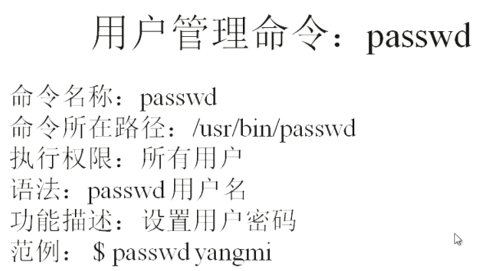 用户管理命令：passwd
命令名称：passwd
命令所在路径：/usr/bin/passwd
执行权限：所有用户
语法：passwd 用户名
功能描述：设置用户密码
范例： $ passwd yangmi